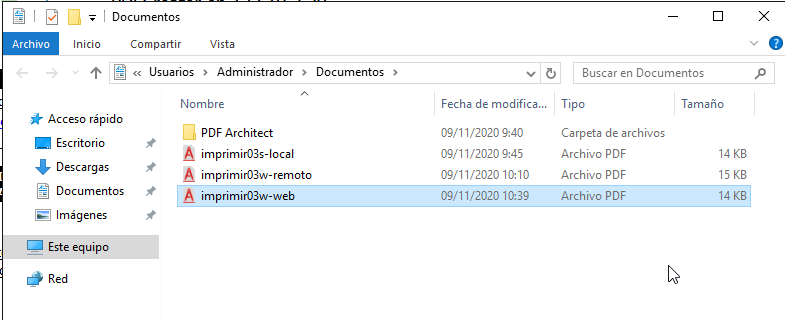 Documentos
Archivo Inicio Compartir Vista
« Usuarios > Administrador > Documentos > Buscar en Documentos
Nombre Fecha de modifica... Tipo Tamaño
Acceso rápido
Escritorio
Descargas
Documentos
Imágenes
Este equipo
Red
PDF Architect 09/11/2020 9:40 Carpeta de archivos
imprimir03s-local 09/11/2020 9:45 Archivo PDF 14 KB
imprimir03w-remoto 09/11/2020 10:10 Archivo PDF 15 KB
imprimir03w-web 09/11/2020 10:39 Archivo PDF 14 KB